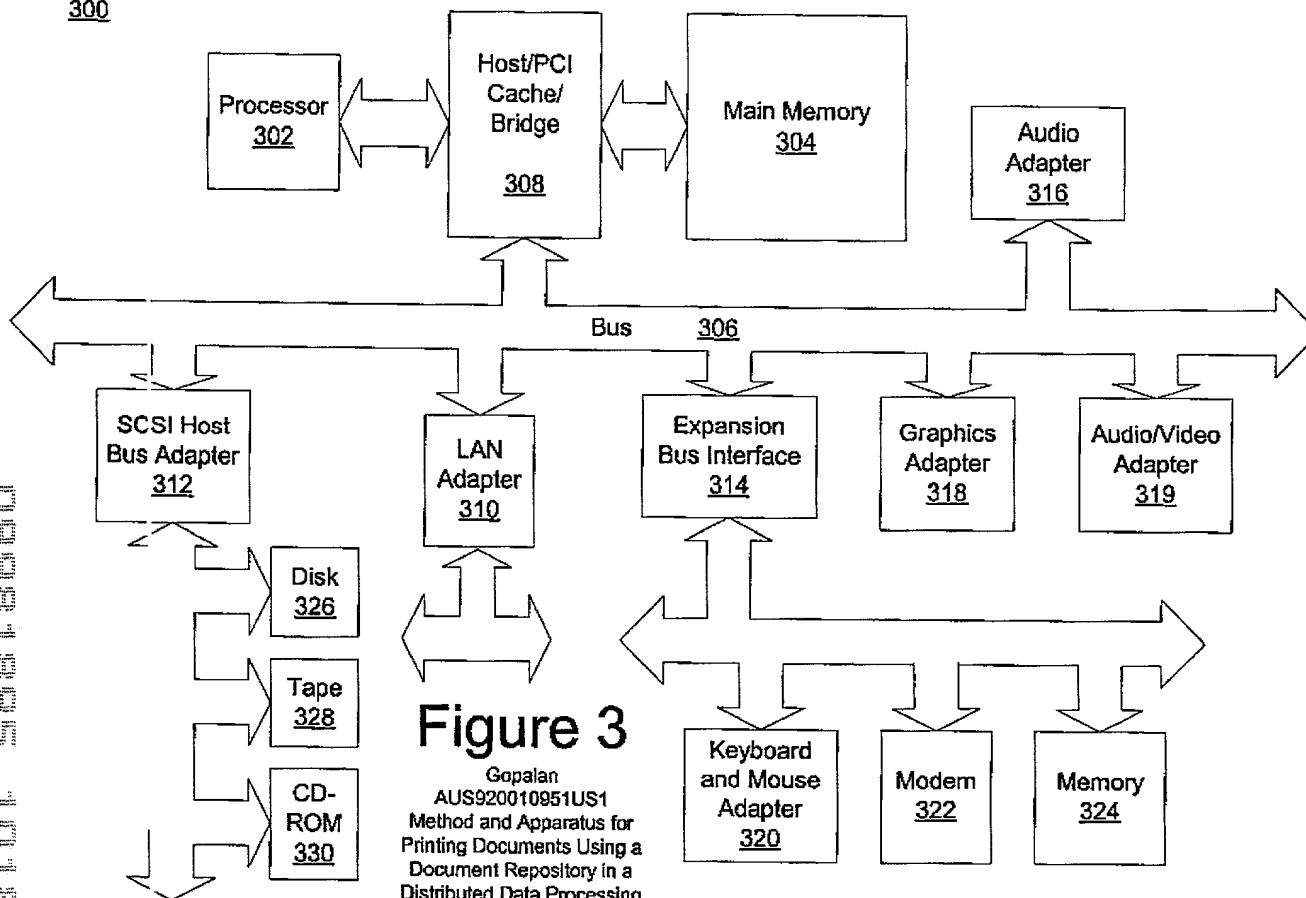 300
Processor
302
Host/PCI
Cache/
Bridge
308
Main Memory
304
Audio
Adapter
316
Bus 306
SCSI Host
Bus Adapter
312
LAN
Adapter
310
Expansion
Bus Interface
314
Graphics
Adapter
318
Audio/Video
Adapter
319
Disk
326
Tape
328
CD-
ROM
330
Keyboard
and Mouse
Adapter
320
Modem
322
Memory
324
Figure 3
Gopalan
AUS920010951US1
Method and Apparatus for
Printing Documents Using a
Document Repository in a
Distributed Data Processing